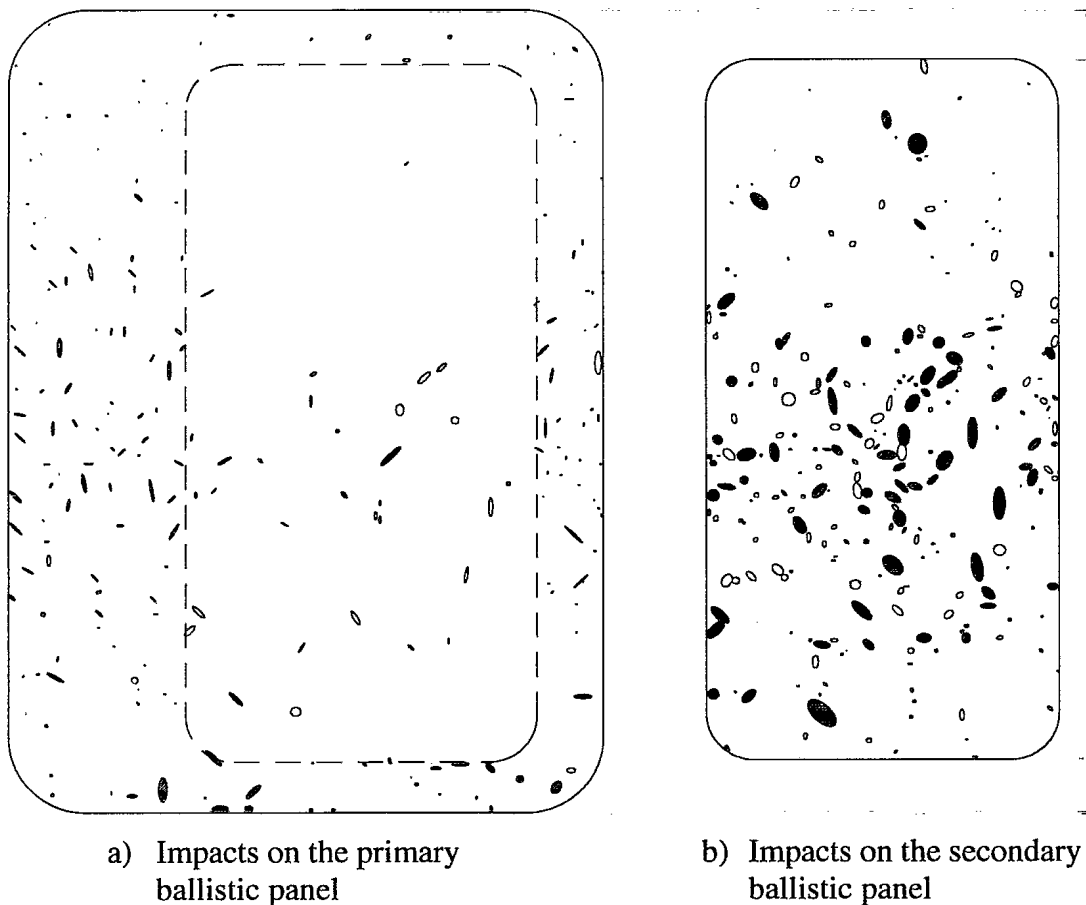 a) Impacts on the primary
ballistic panel
b) Impacts on the secondary
ballistic panel